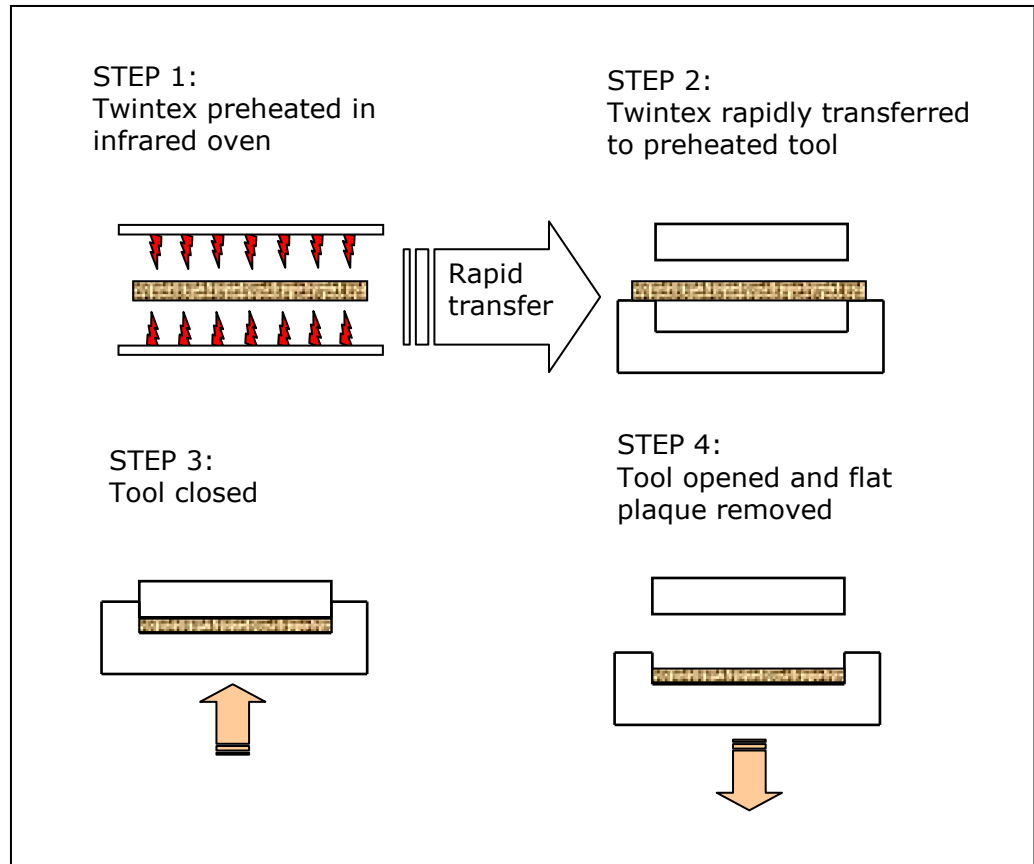 STEP 1:
Twintex preheated in
infrared oven
STEP 2:
Twintex rapidly transferred
to preheated tool
Rapid
transfer
STEP 3:
Tool closed
STEP 4:
Tool opened and flat
plaque removed